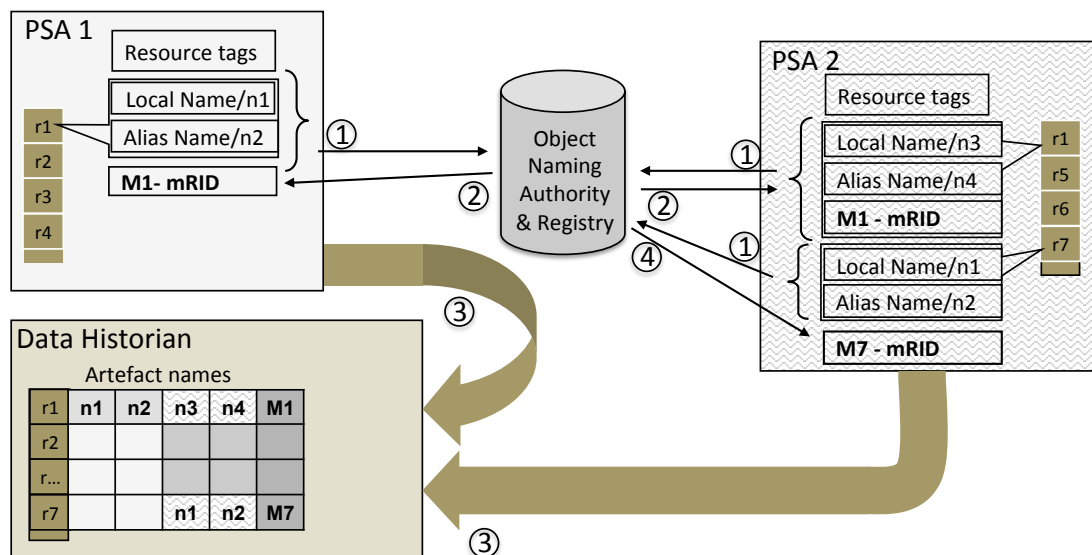 PSA 1
Resource tags
Local Name/n1
Alias Name/n2
M1- mRID
r1
r2
r3
r4
1
2
Object
Naming
Authority
& Registry
1
2
1
4
PSA 2
Resource tags
Local Name/n3
Alias Name/n4
M1 - mRID
Local Name/n1
Alias Name/n2
M7 - mRID
r1
r5
r6
r7
3
Data Historian
Artefact names
r1 n1 n2 n3 n4 M1
r2
r...
r7 n1 n2 M7
3